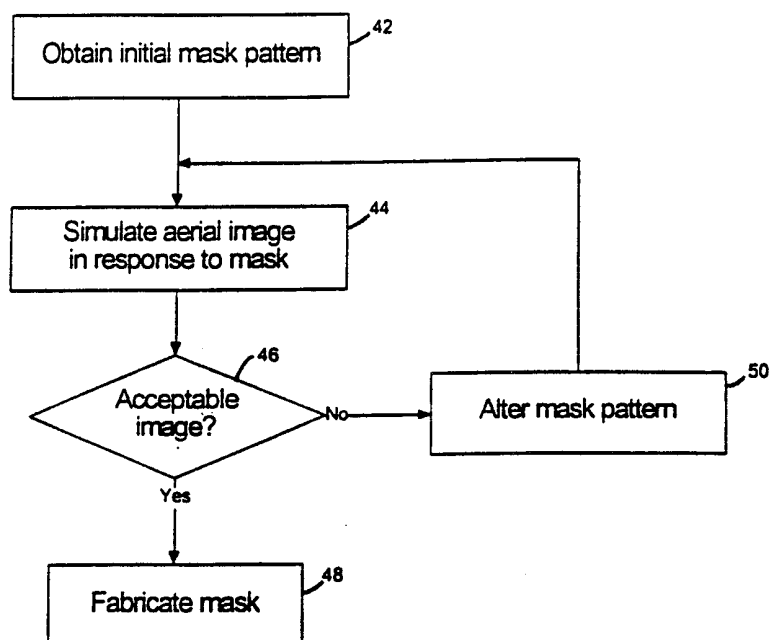 42
Obtain initial mask pattern
44
Simulate aerial image
in response to mask
46
Acceptable
image?
No
50
Alter mask pattern
Yes
48
Fabricate mask